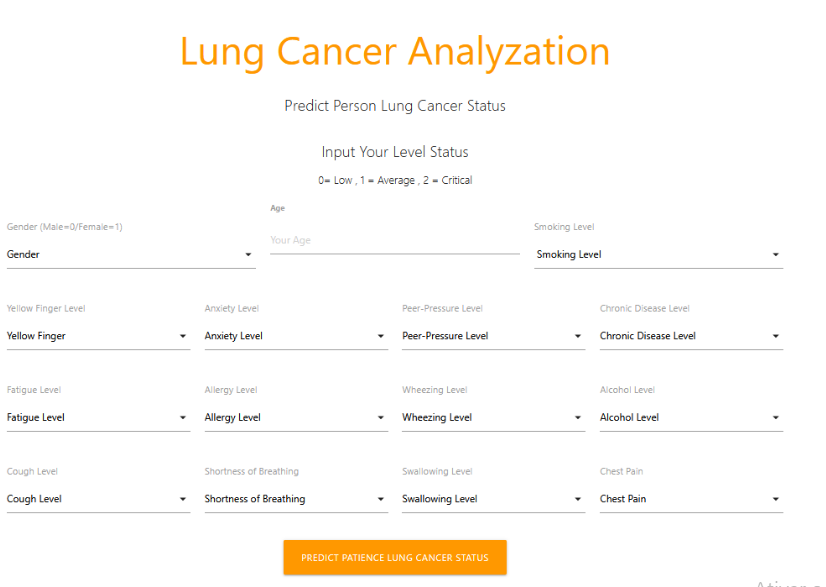 Lung Cancer Analyzation
Predict Person Lung Cancer Status
Input Your Level Status
0= Low , 1 = Average , 2 = Critical
Gender (Male=0/Female=1)
Gender
Age
Your Age
Smoking Level
Smoking Level
Yellow Finger Level
Yellow Finger
Anxiety Level
Anxiety Level
Peer-Pressure Level
Peer-Pressure Level
Chronic Disease Level
Chronic Disease Level
Fatigue Level
Fatigue Level
Allergy Level
Allergy Level
Wheezing Level
Wheezing Level
Alcohol Level
Alcohol Level
Cough Level
Cough Level
Shortness of Breathing
Shortness of Breathing
Swallowing Level
Swallowing Level
Chest Pain
Chest Pain
PREDICT PATIENCE LUNG CANCER STATUS